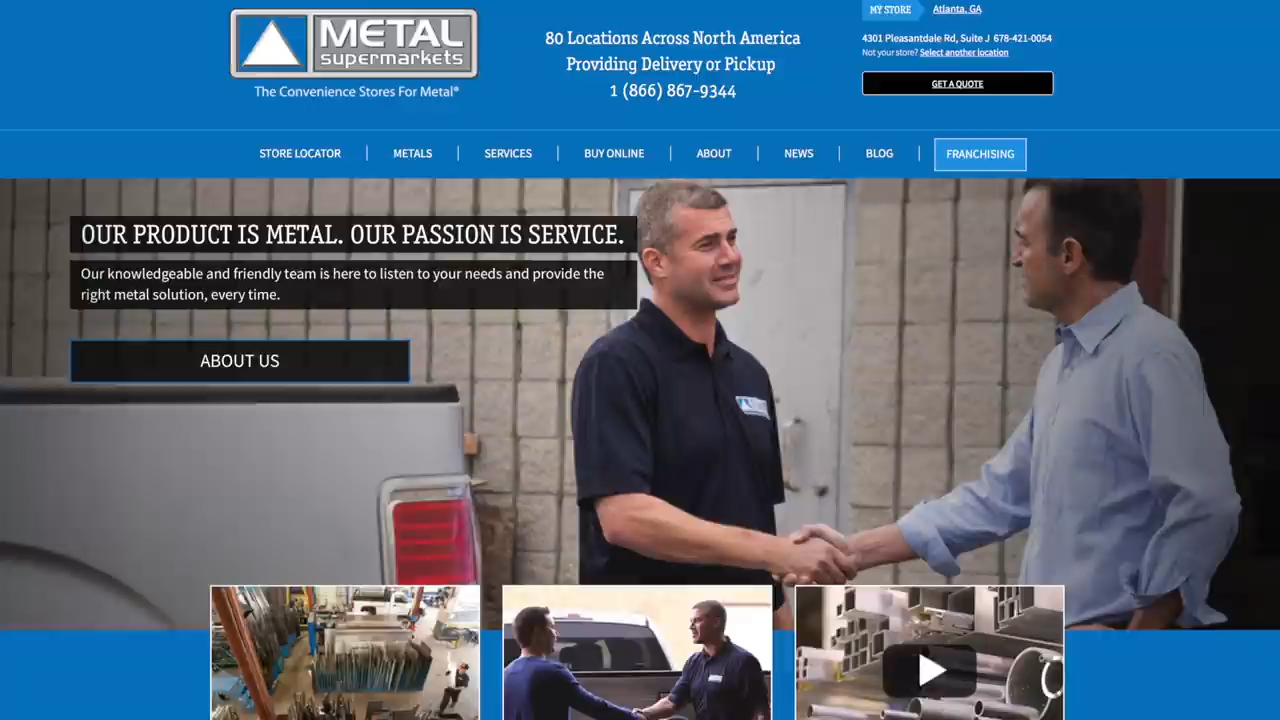 METAL
supermarkets
The Convenience Stores For Metal®
80 Locations Across North America
Providing Delivery or Pickup
1 (866) 867-9344
MY STORE
Atlanta, GA
4301 Pleasantdale Rd, Suite J 678-421-0054
Not your store? Select another location
GET A QUOTE
STORE LOCATOR
METALS
SERVICES
BUY ONLINE
ABOUT
NEWS
BLOG
FRANCHISING
OUR PRODUCT IS METAL. OUR PASSION IS SERVICE.
Our knowledgeable and friendly team is here to listen to your needs and provide the
right metal solution, every time.
ABOUT US